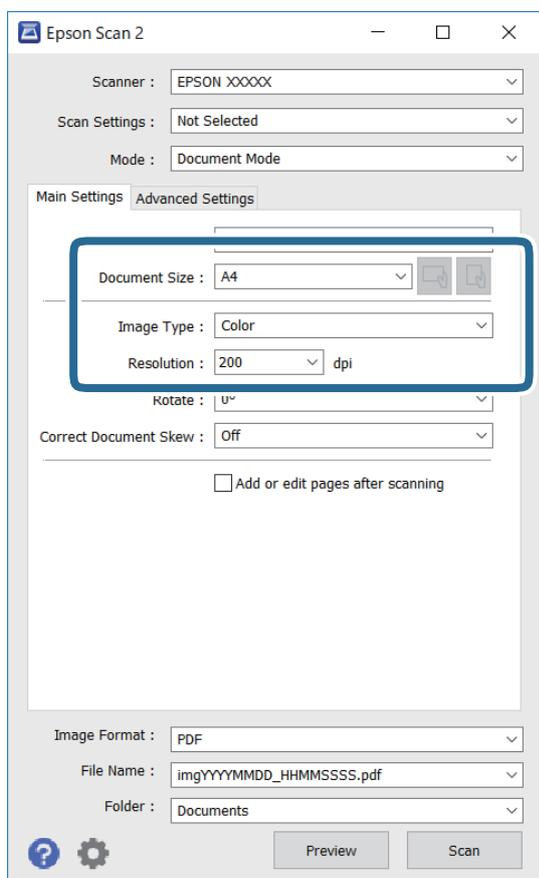 Epson Scan 2
Scanner : EPSON XXXXX
Scan Settings : Not Selected
Mode : Document Mode
Main Settings Advanced Settings
Document Size : A4
Image Type : Color
Resolution : 200 dpi
Rotate : 0°
Correct Document Skew : Off
Add or edit pages after scanning
Image Format : PDF
File Name : imgYYYYMMDD_HHMMSSSS.pdf
Folder : Documents
? Preview Scan